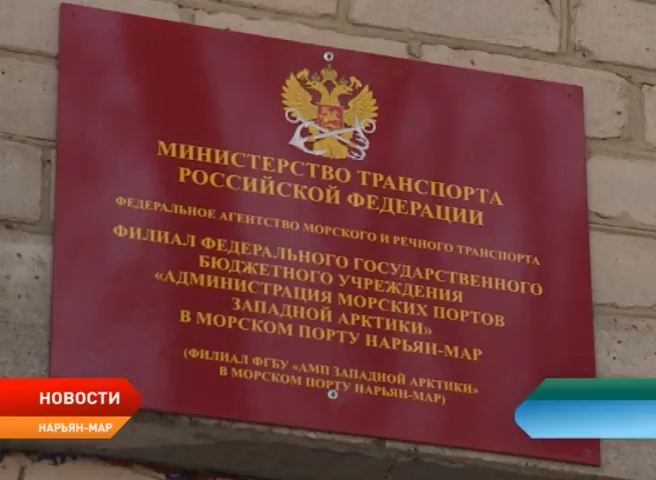 МИНИСТЕРСТВО ТРАНСПОРТА
РОССИЙСКОЙ ФЕДЕРАЦИИ
ФЕДЕРАЛЬНОЕ АГЕНТСТВО МОРСКОГО И РЕЧНОГО ТРАНСПОРТА
ФИЛИАЛ ФЕДЕРАЛЬНОГО ГОСУДАРСТВЕННОГО
БЮДЖЕТНОГО УЧРЕЖДЕНИЯ
«АДМИНИСТРАЦИЯ МОРСКИХ ПОРТОВ
ЗАПАДНОЙ АРКТИКИ»
В МОРСКОМ ПОРТУ НАРЬЯН-МАР
(ФИЛИАЛ ФГБУ «АМП ЗАПАДНОЙ АРКТИКИ»
В МОРСКОМ ПОРТУ НАРЬЯН-МАР)
НОВОСТИ
НАРЬЯН-МАР